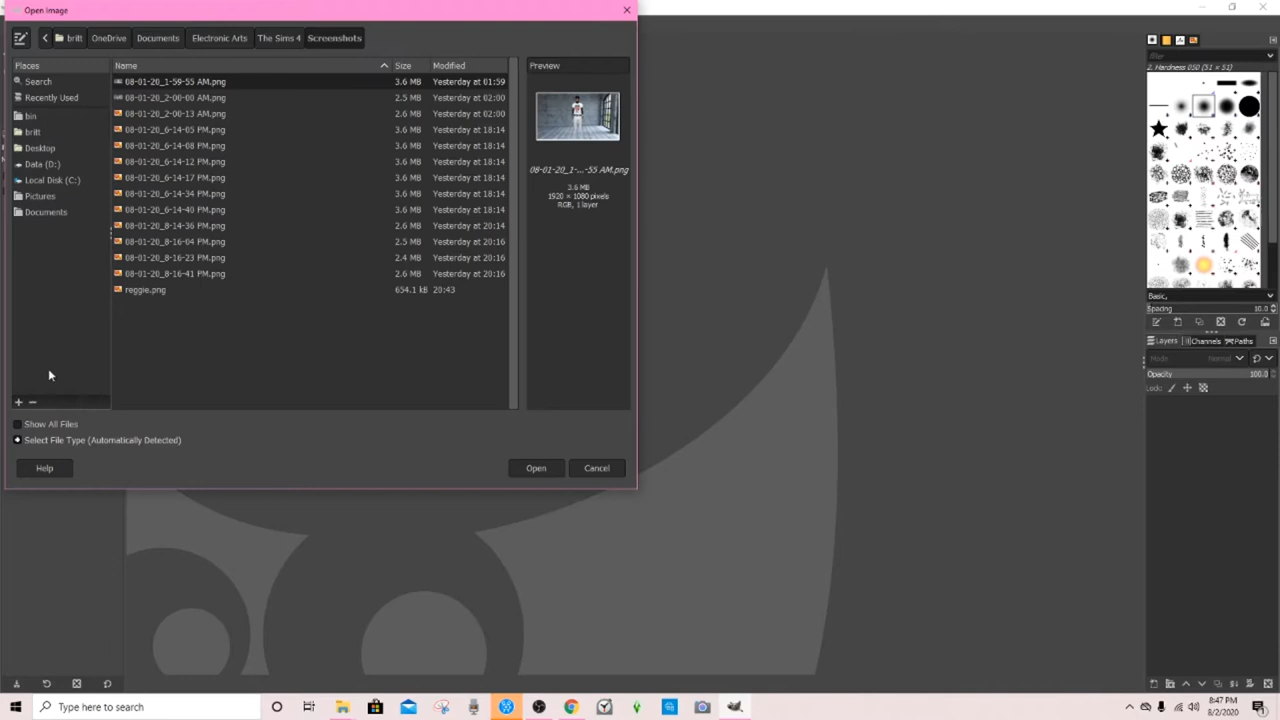 Open Image
britt OneDrive Documents Electronic Arts The Sims 4 Screenshots
Places Name Size Modified Preview
Search 08-01-20_1-59-55 AM.png 3.6 MB Yesterday at 01:59
Recently Used 08-01-20_2-00-00 AM.png 2.5 MB Yesterday at 02:00
bin 08-01-20_2-00-13 AM.png 2.6 MB Yesterday at 02:00
britt 08-01-20_6-14-05 PM.png 3.6 MB Yesterday at 18:14
Desktop 08-01-20_6-14-08 PM.png 3.6 MB Yesterday at 18:14
Data (D:) 08-01-20_6-14-12 PM.png 3.6 MB Yesterday at 18:14
Local Disk (C:) 08-01-20_6-14-17 PM.png 3.6 MB Yesterday at 18:14
Pictures 08-01-20_6-14-34 PM.png 3.6 MB Yesterday at 18:14
Documents 08-01-20_6-14-40 PM.png 3.6 MB Yesterday at 18:14
08-01-20_8-14-36 PM.png 2.6 MB Yesterday at 20:16
08-01-20_8-16-04 PM.png 2.5 MB Yesterday at 20:16
08-01-20_8-16-23 PM.png 2.4 MB Yesterday at 20:16
08-01-20_8-16-41 PM.png 2.6 MB Yesterday at 20:16
reggie.png 654.1 kB 20:43
08-01-20_1-...-55 AM.png
3.6 MB
1920 × 1080 pixels
RGB, 1 layer
Show All Files
Select File Type (Automatically Detected)
Help Open Cancel
filter
2. Hardness 050 (51 × 51)
Basic,
Spacing 10.0
Layers Channels Paths
Mode Normal
Opacity 100.0
Lock:
Type here to search
8:47 PM
8/2/2020